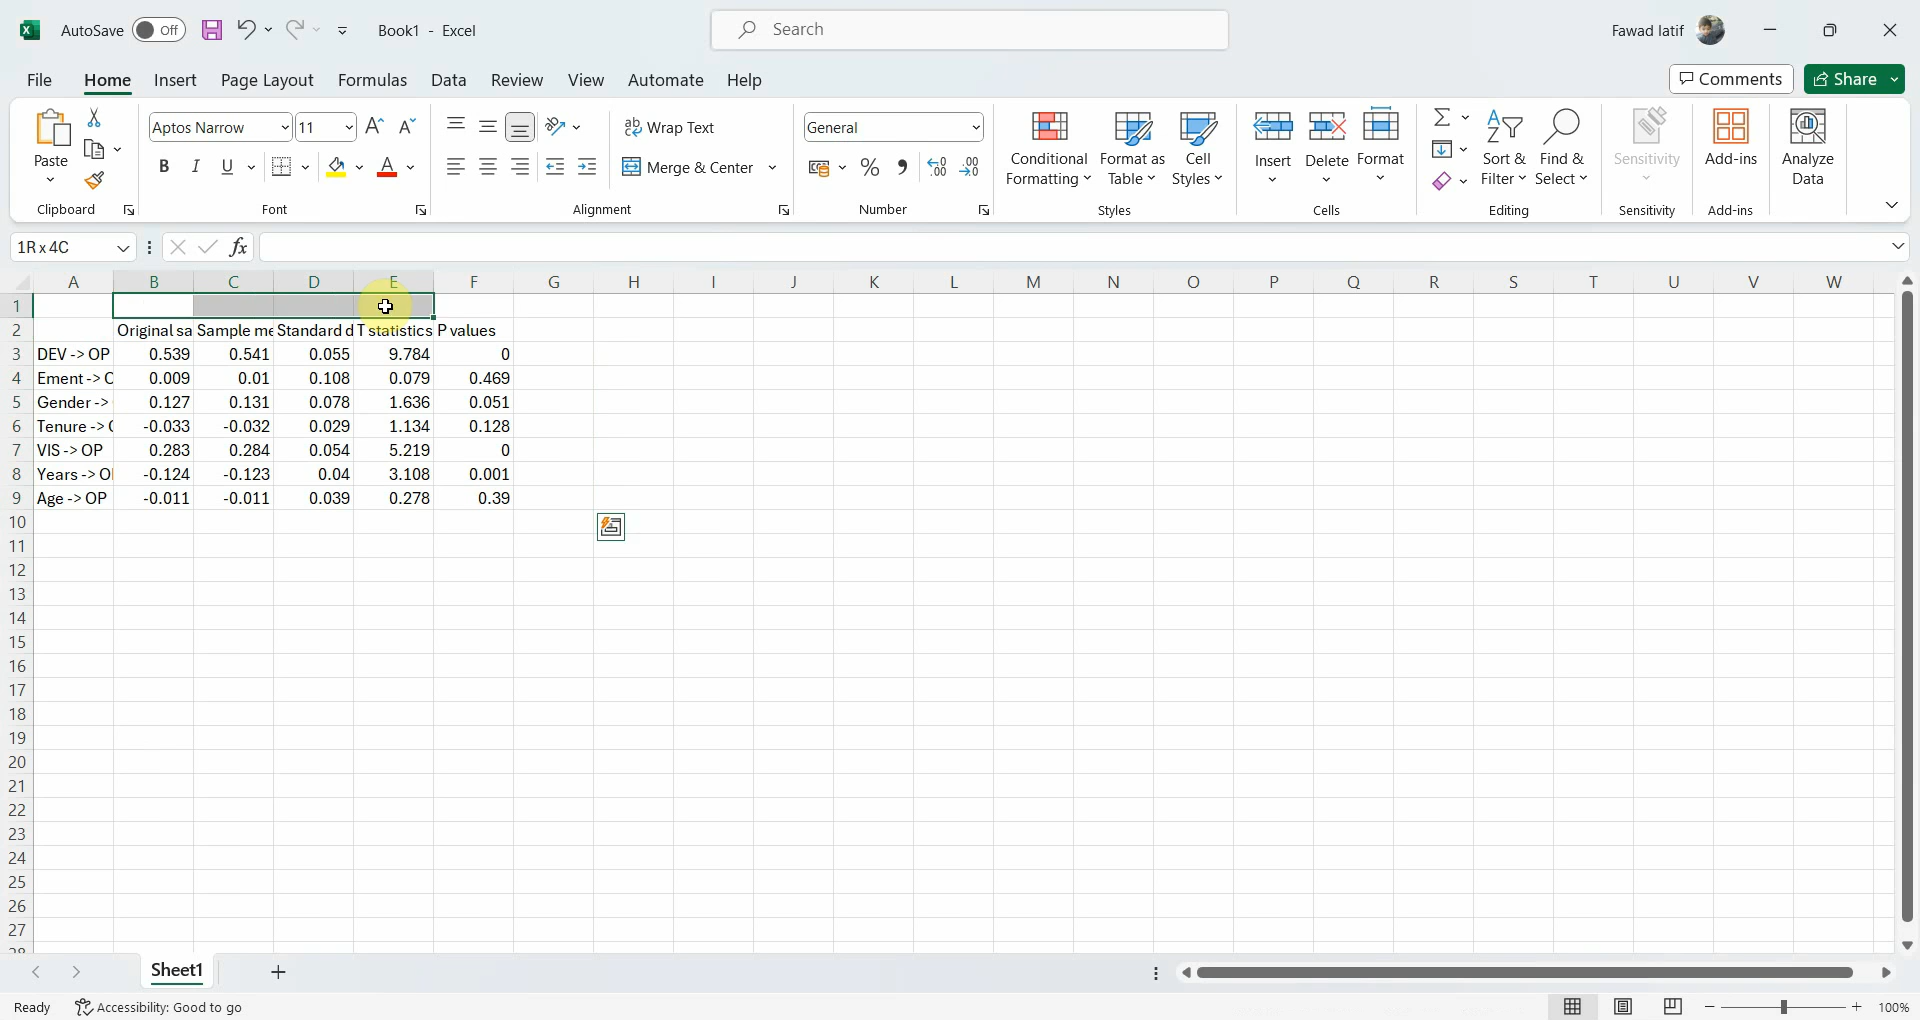 AutoSave Off Book1 - Excel Search Fawad latif
File Home Insert Page Layout Formulas Data Review View Automate Help Comments Share
Paste Aptos Narrow 11 Wrap Text General Conditional Formatting Format as Table Cell Styles Insert Delete Format Sort & Filter Find & Select Sensitivity Add-ins Analyze Data
B I U A Merge & Center % 9
Clipboard Font Alignment Number Styles Cells Editing Sensitivity Add-ins
1R x 4C fx
A B C D E F G H I J K L M N O P Q R S T U V W
1
2 Original sa Sample me Standard d T statistics P values
3 DEV -> OP 0.539 0.541 0.055 9.784 0
4 Ement -> O 0.009 0.01 0.108 0.079 0.469
5 Gender -> 0.127 0.131 0.078 1.636 0.051
6 Tenure -> O -0.033 -0.032 0.029 1.134 0.128
7 VIS -> OP 0.283 0.284 0.054 5.219 0
8 Years -> OP -0.124 -0.123 0.04 3.108 0.001
9 Age -> OP -0.011 -0.011 0.039 0.278 0.39
10
11
12
13
14
15
16
17
18
19
20
21
22
23
24
25
26
27
28
Sheet1
Ready Accessibility: Good to go 100%